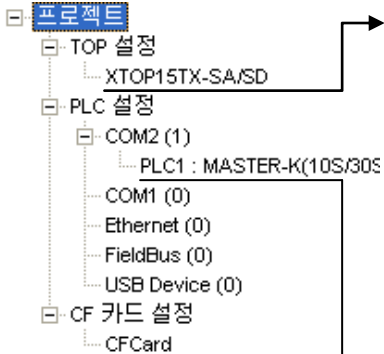 프로젝트
TOP 설정
XTOP15TX-SA/SD
PLC 설정
COM2 (1)
PLC1 : MASTER-K(10S/30S
COM1 (0)
Ethernet (0)
FieldBus (0)
USB Device (0)
CF 카드 설정
CFCard